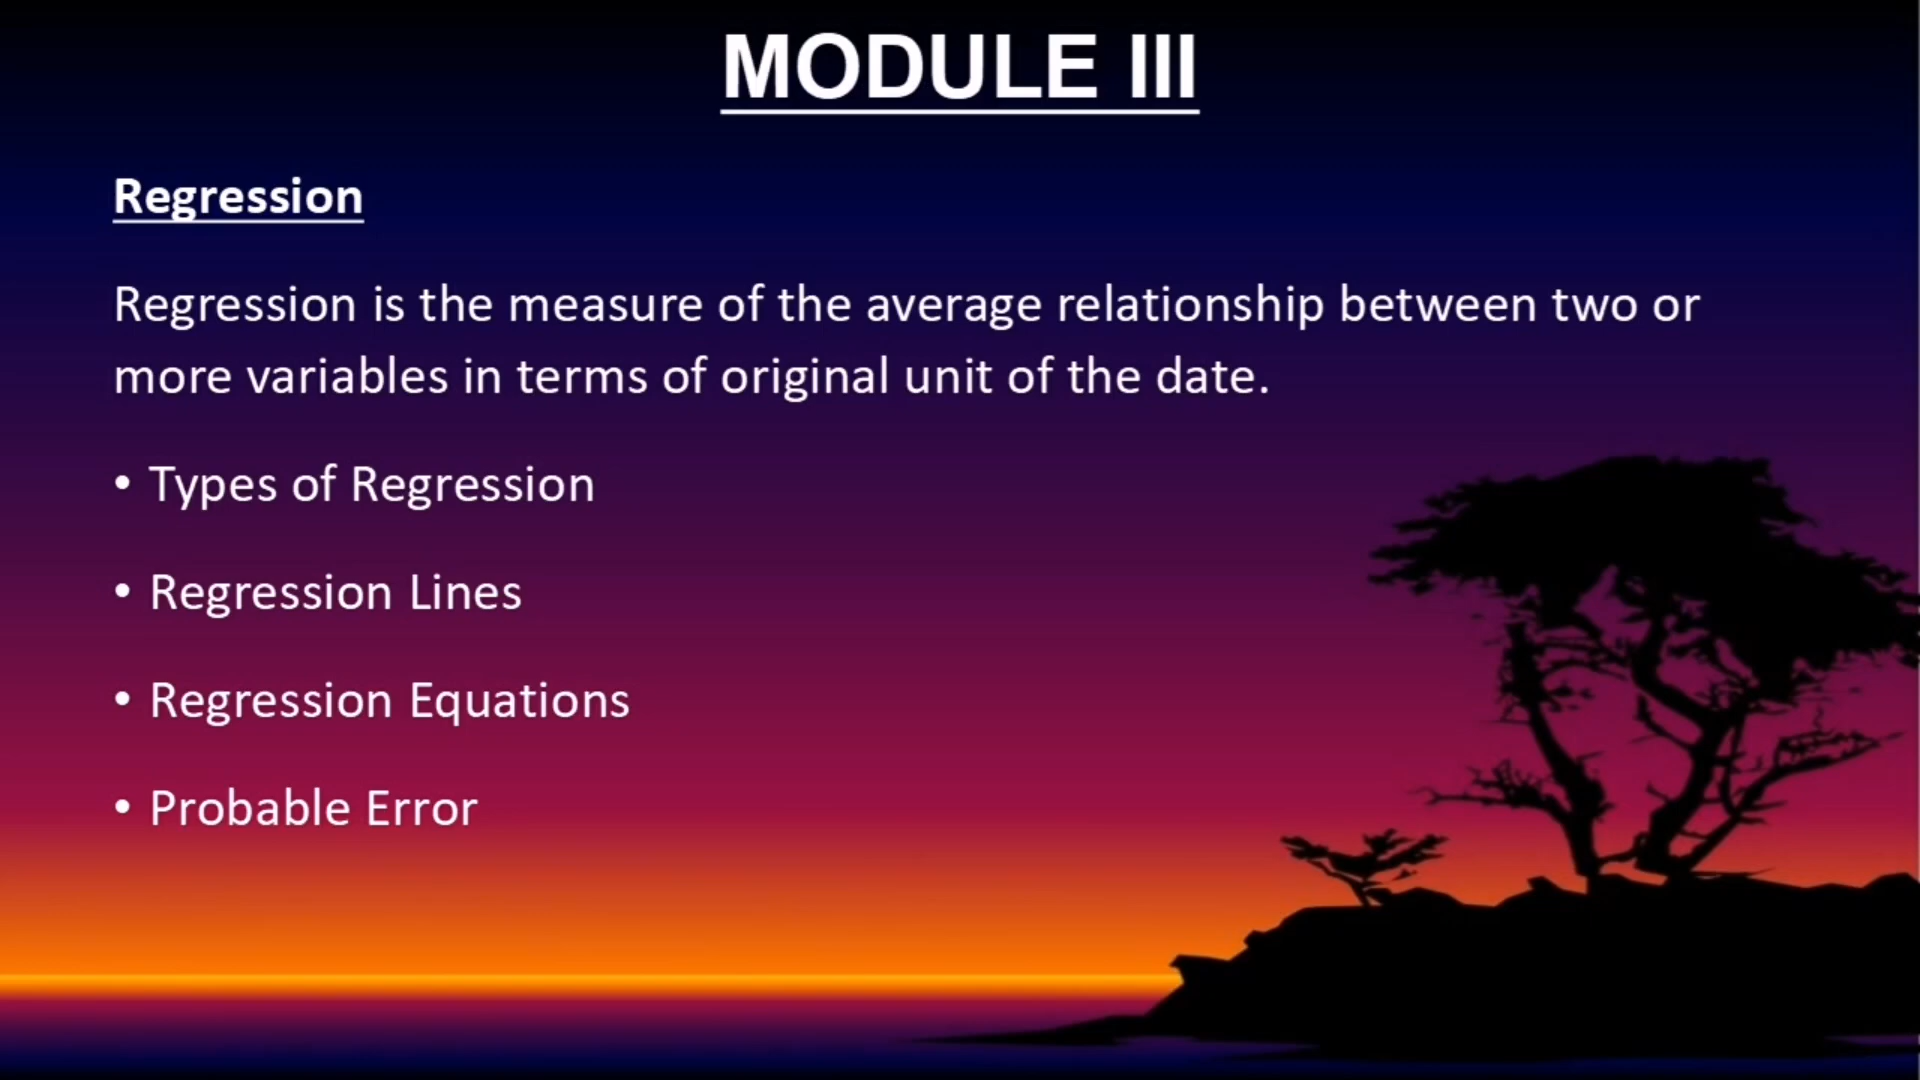 MODULE III
Regression
Regression is the measure of the average relationship between two or
more variables in terms of original unit of the date.
• Types of Regression
• Regression Lines
• Regression Equations
• Probable Error